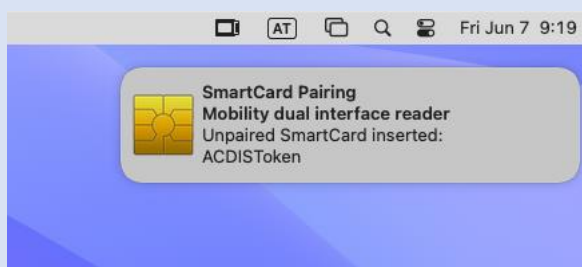 AT Fri Jun 7 9:19
SmartCard Pairing
Mobility dual interface reader
Unpaired SmartCard inserted:
ACDISToken